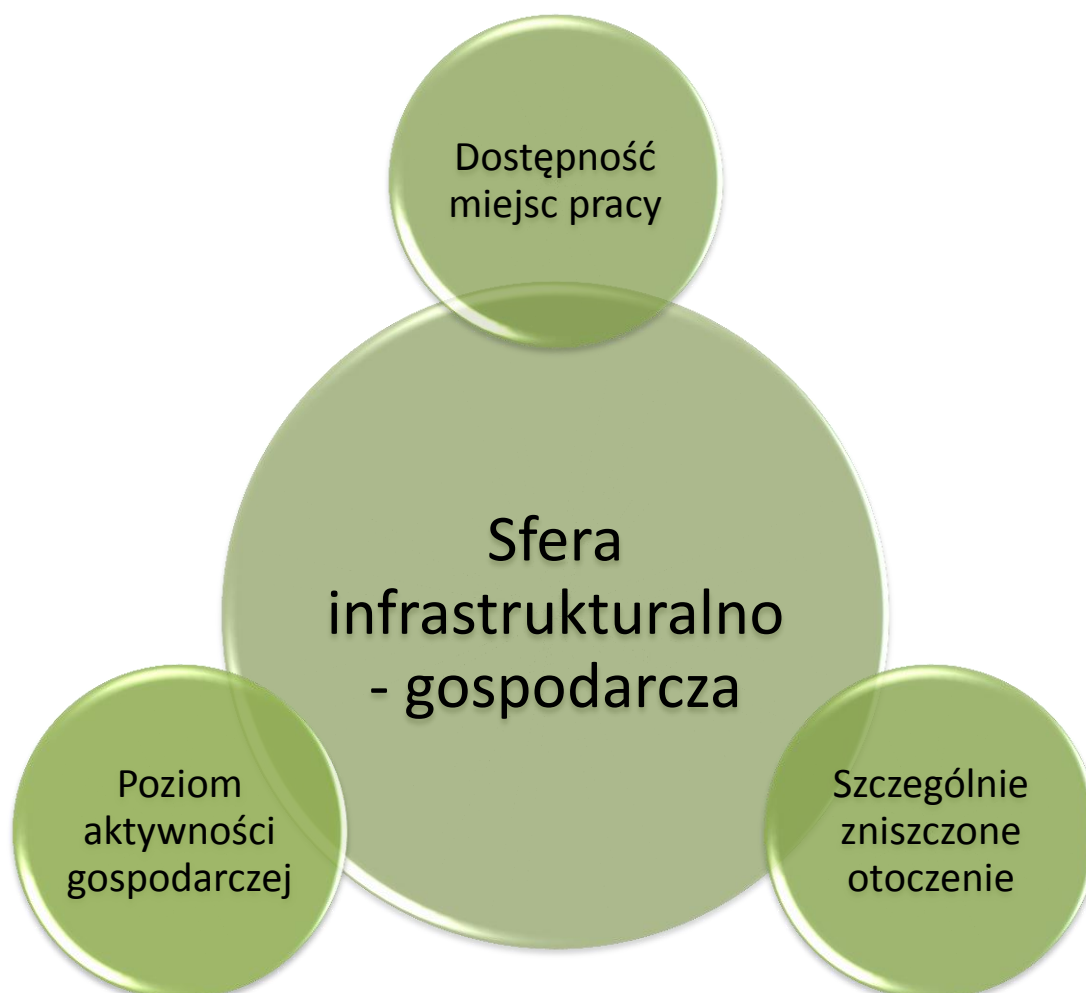 Dostępność
miejsc pracy
Sfera
infrastrukturalno
- gospodarcza
Poziom
aktywności
gospodarczej
Szczególnie
zniszczone
otoczenie